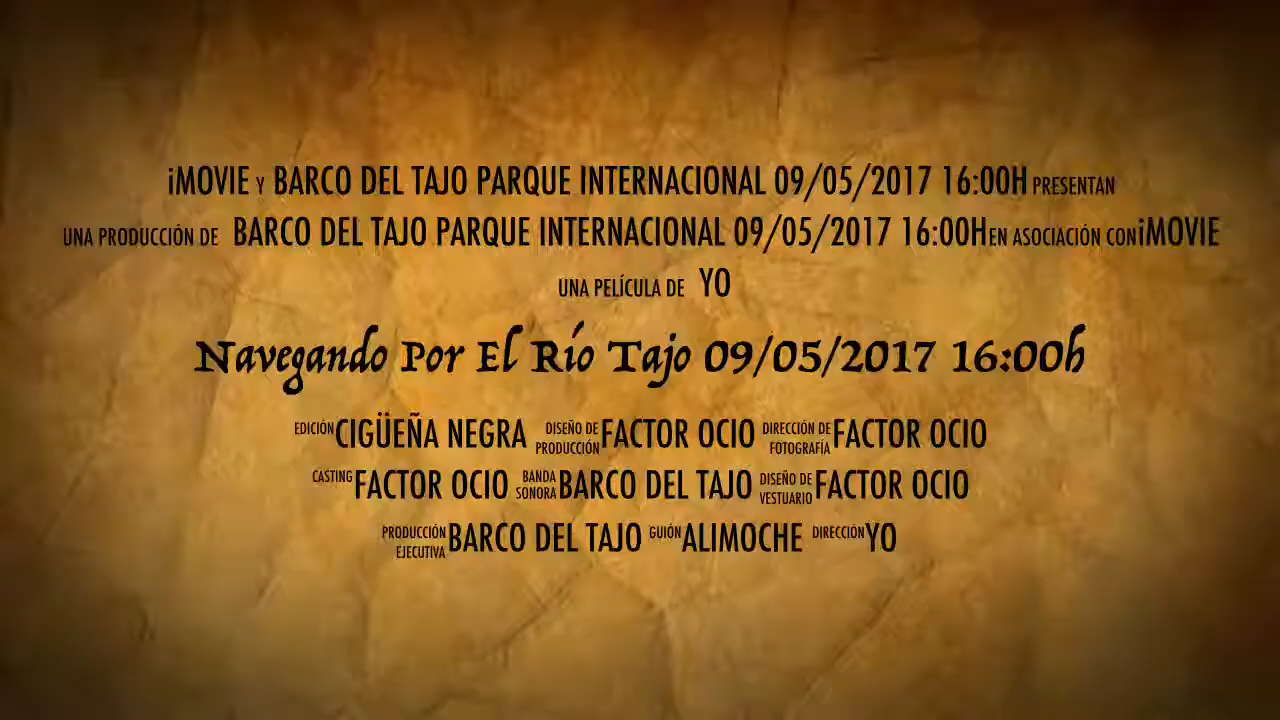 iMOVIE Y BARCO DEL TAJO PARQUE INTERNACIONAL 09/05/2017 16:00H PRESENTAN
UNA PRODUCCIÓN DE BARCO DEL TAJO PARQUE INTERNACIONAL 09/05/2017 16:00H EN ASOCIACIÓN CON iMOVIE
UNA PELÍCULA DE YO
Navegando Por El Río Tajo 09/05/2017 16:00h
EDICIÓN CIGÜEÑA NEGRA DISEÑO DE PRODUCCIÓN FACTOR OCIO DIRECCIÓN DE FOTOGRAFÍA FACTOR OCIO
CASTING FACTOR OCIO BANDA SONORA BARCO DEL TAJO DISEÑO DE VESTUARIO FACTOR OCIO
PRODUCCIÓN EJECUTIVA BARCO DEL TAJO GUIÓN ALIMOCHE DIRECCIÓN YO